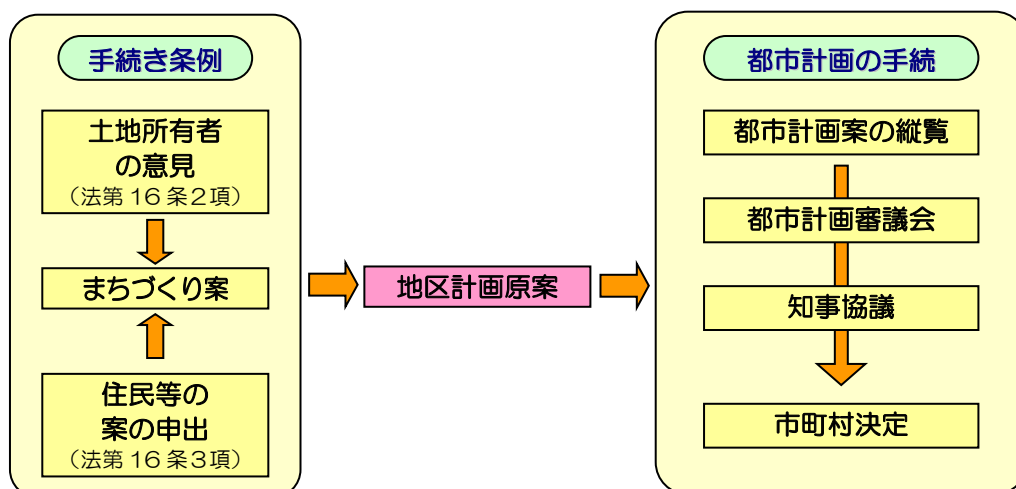 手続き条例
土地所有者
の意見
（法第16条２項）
まちづくり案
住民等の
案の申出
（法第16条３項）
地区計画原案
都市計画の手続
都市計画案の縦覧
都市計画審議会
知事協議
市町村決定